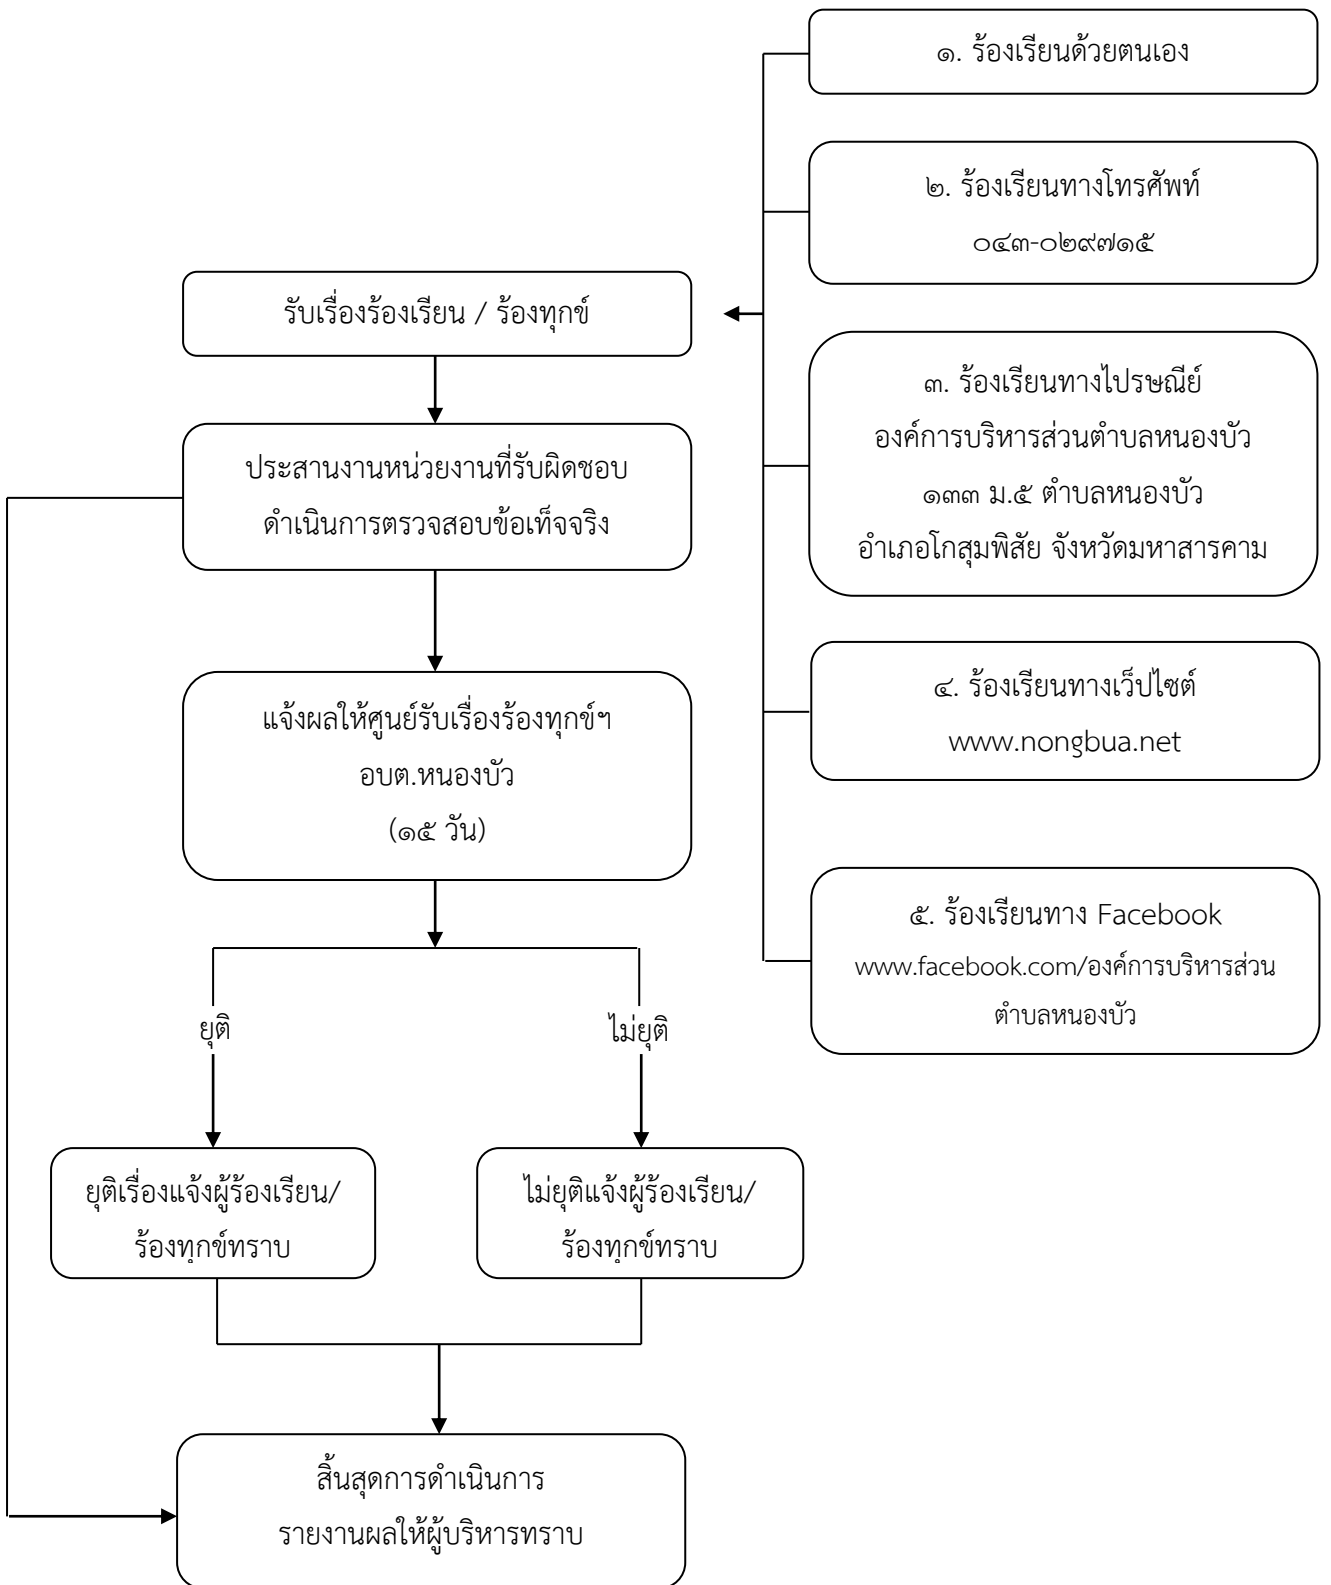 ๑. ร้องเรียนด้วยตนเอง
๒. ร้องเรียนทางโทรศัพท์
๐๔๓-๐๒๙๗๑๕
รับเรื่องร้องเรียน / ร้องทุกข์
๓. ร้องเรียนทางไปรษณีย์
องค์การบริหารส่วนตำบลหนองบัว
๑๓๓ ม.๕ ตำบลหนองบัว
อำเภอโกสุมพิสัย จังหวัดมหาสารคาม
ประสานงานหน่วยงานที่รับผิดชอบ
ดำเนินการตรวจสอบข้อเท็จจริง
๔. ร้องเรียนทางเว็ปไซต์
www.nongbua.net
แจ้งผลให้ศูนย์รับเรื่องร้องทุกข์ฯ
อบต.หนองบัว
(๑๕ วัน)
๕. ร้องเรียนทาง Facebook
www.facebook.com/องค์การบริหารส่วน
ตำบลหนองบัว
ยุติ
ไม่ยุติ
ยุติเรื่องแจ้งผู้ร้องเรียน/
ร้องทุกข์ทราบ
ไม่ยุติแจ้งผู้ร้องเรียน/
ร้องทุกข์ทราบ
สิ้นสุดการดำเนินการ
รายงานผลให้ผู้บริหารทราบ